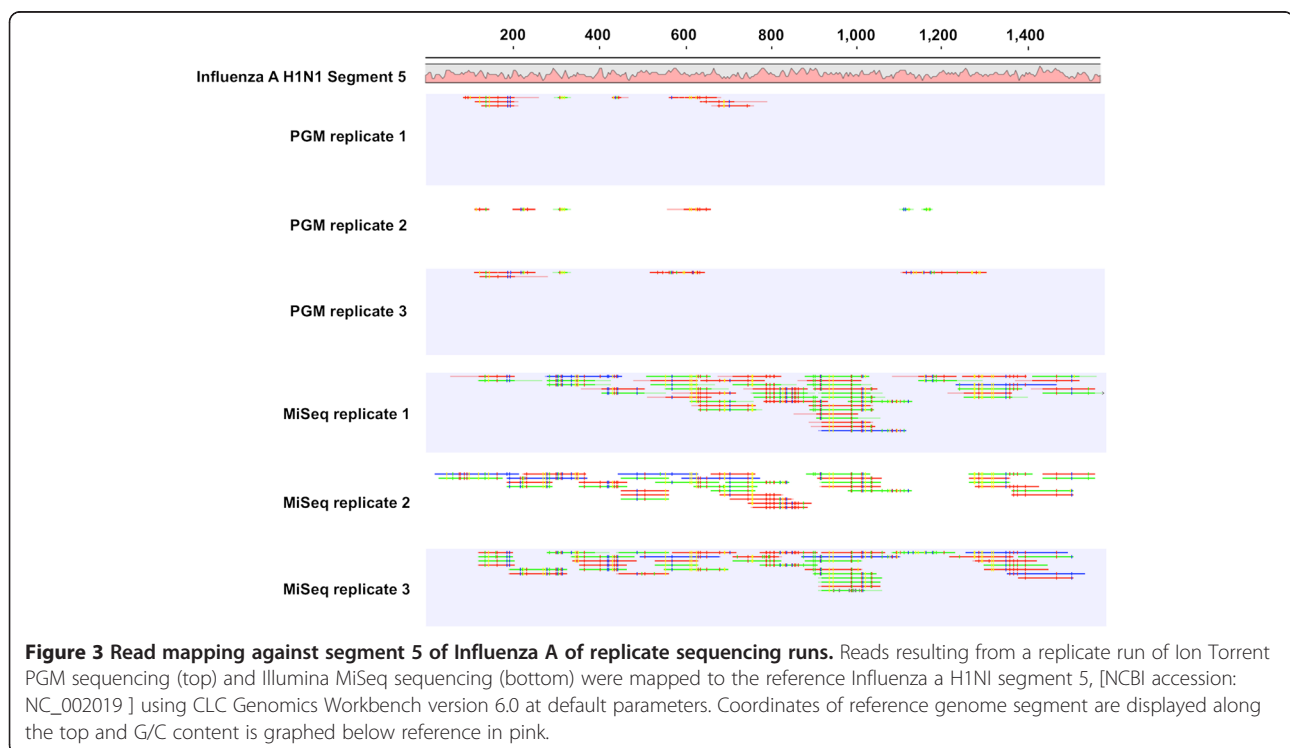 200 400 600 800 1,000 1,200 1,400
Influenza A H1N1 Segment 5
PGM replicate 1
PGM replicate 2
PGM replicate 3
MiSeq replicate 1
MiSeq replicate 2
MiSeq replicate 3
Figure 3 Read mapping against segment 5 of Influenza A of replicate sequencing runs. Reads resulting from a replicate run of Ion Torrent
PGM sequencing (top) and Illumina MiSeq sequencing (bottom) were mapped to the reference Influenza a H1NI segment 5, [NCBI accession:
NC_002019 ] using CLC Genomics Workbench version 6.0 at default parameters. Coordinates of reference genome segment are displayed along
the top and G/C content is graphed below reference in pink.